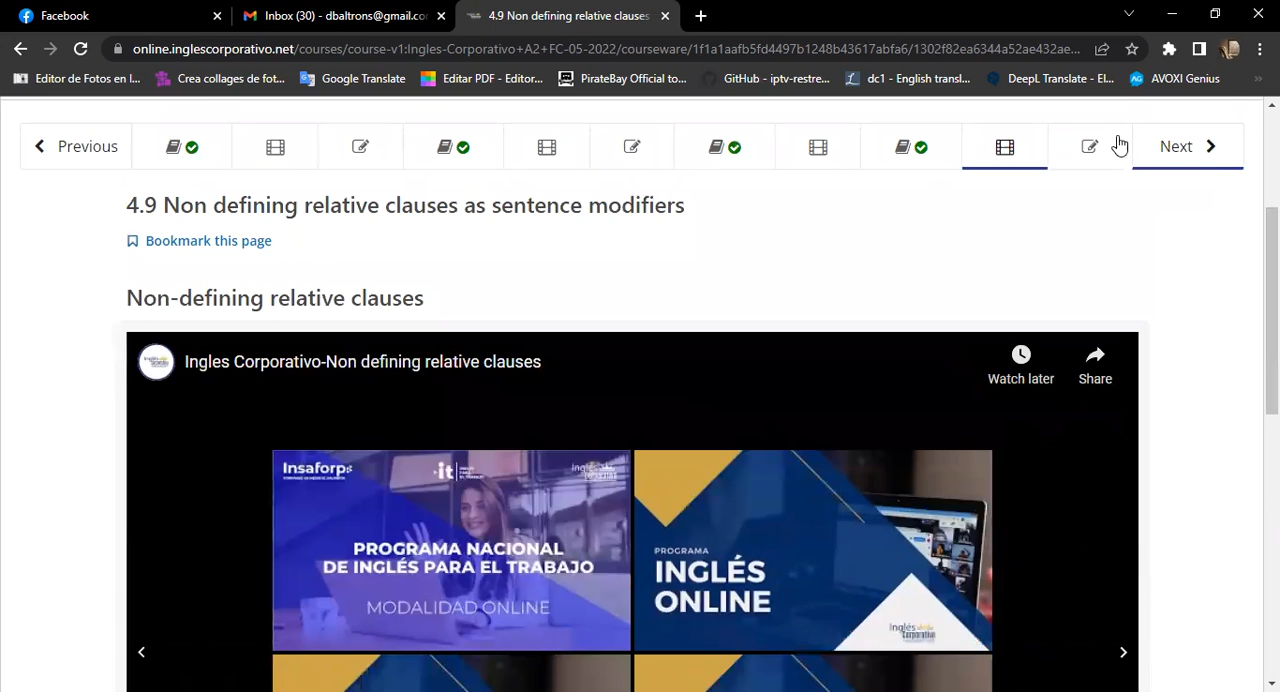 Facebook
Inbox (30) - dbaltrons@gmail.co
4.9 Non defining relative clauses
online.inglescorporativo.net/courses/course-v1:Ingles-Corporativo+A2+FC-05-2022/courseware/1f1a1aafb5fd4497b1248b43617abfa6/1302f82ea6344a52ae432ae...
Editor de Fotos en l...
Crea collages de fot...
Google Translate
Editar PDF - Editor...
PirateBay Official to...
GitHub - iptv-restre...
dc1 - English transl...
DeepL Translate - El...
AVOXI Genius
Previous
Next
4.9 Non defining relative clauses as sentence modifiers
Bookmark this page
Non-defining relative clauses
Ingles Corporativo-Non defining relative clauses
Watch later
Share
Insaforp
it
PROGRAMA NACIONAL
DE INGLÉS PARA EL TRABAJO
MODALIDAD ONLINE
PROGRAMA
INGLÉS
ONLINE
Inglés
Corporativo